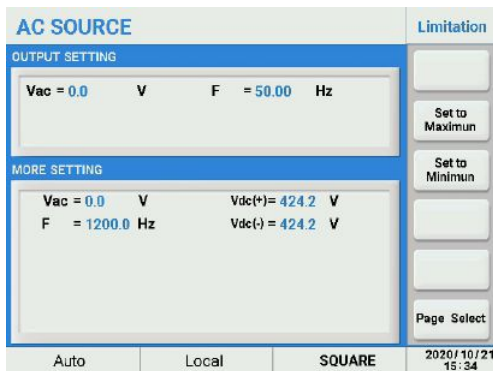 AC SOURCE
Limitation
OUTPUT SETTING
Vac = 0.0 V F = 50.00 Hz
Set to
Maximun
Set to
Minimun
MORE SETTING
Vac = 0.0 V Vdc(+)= 424.2 V
F = 1200.0 Hz Vdc(-) = 424.2 V
Page Select
Auto Local SQUARE 2020/10/21
15:34